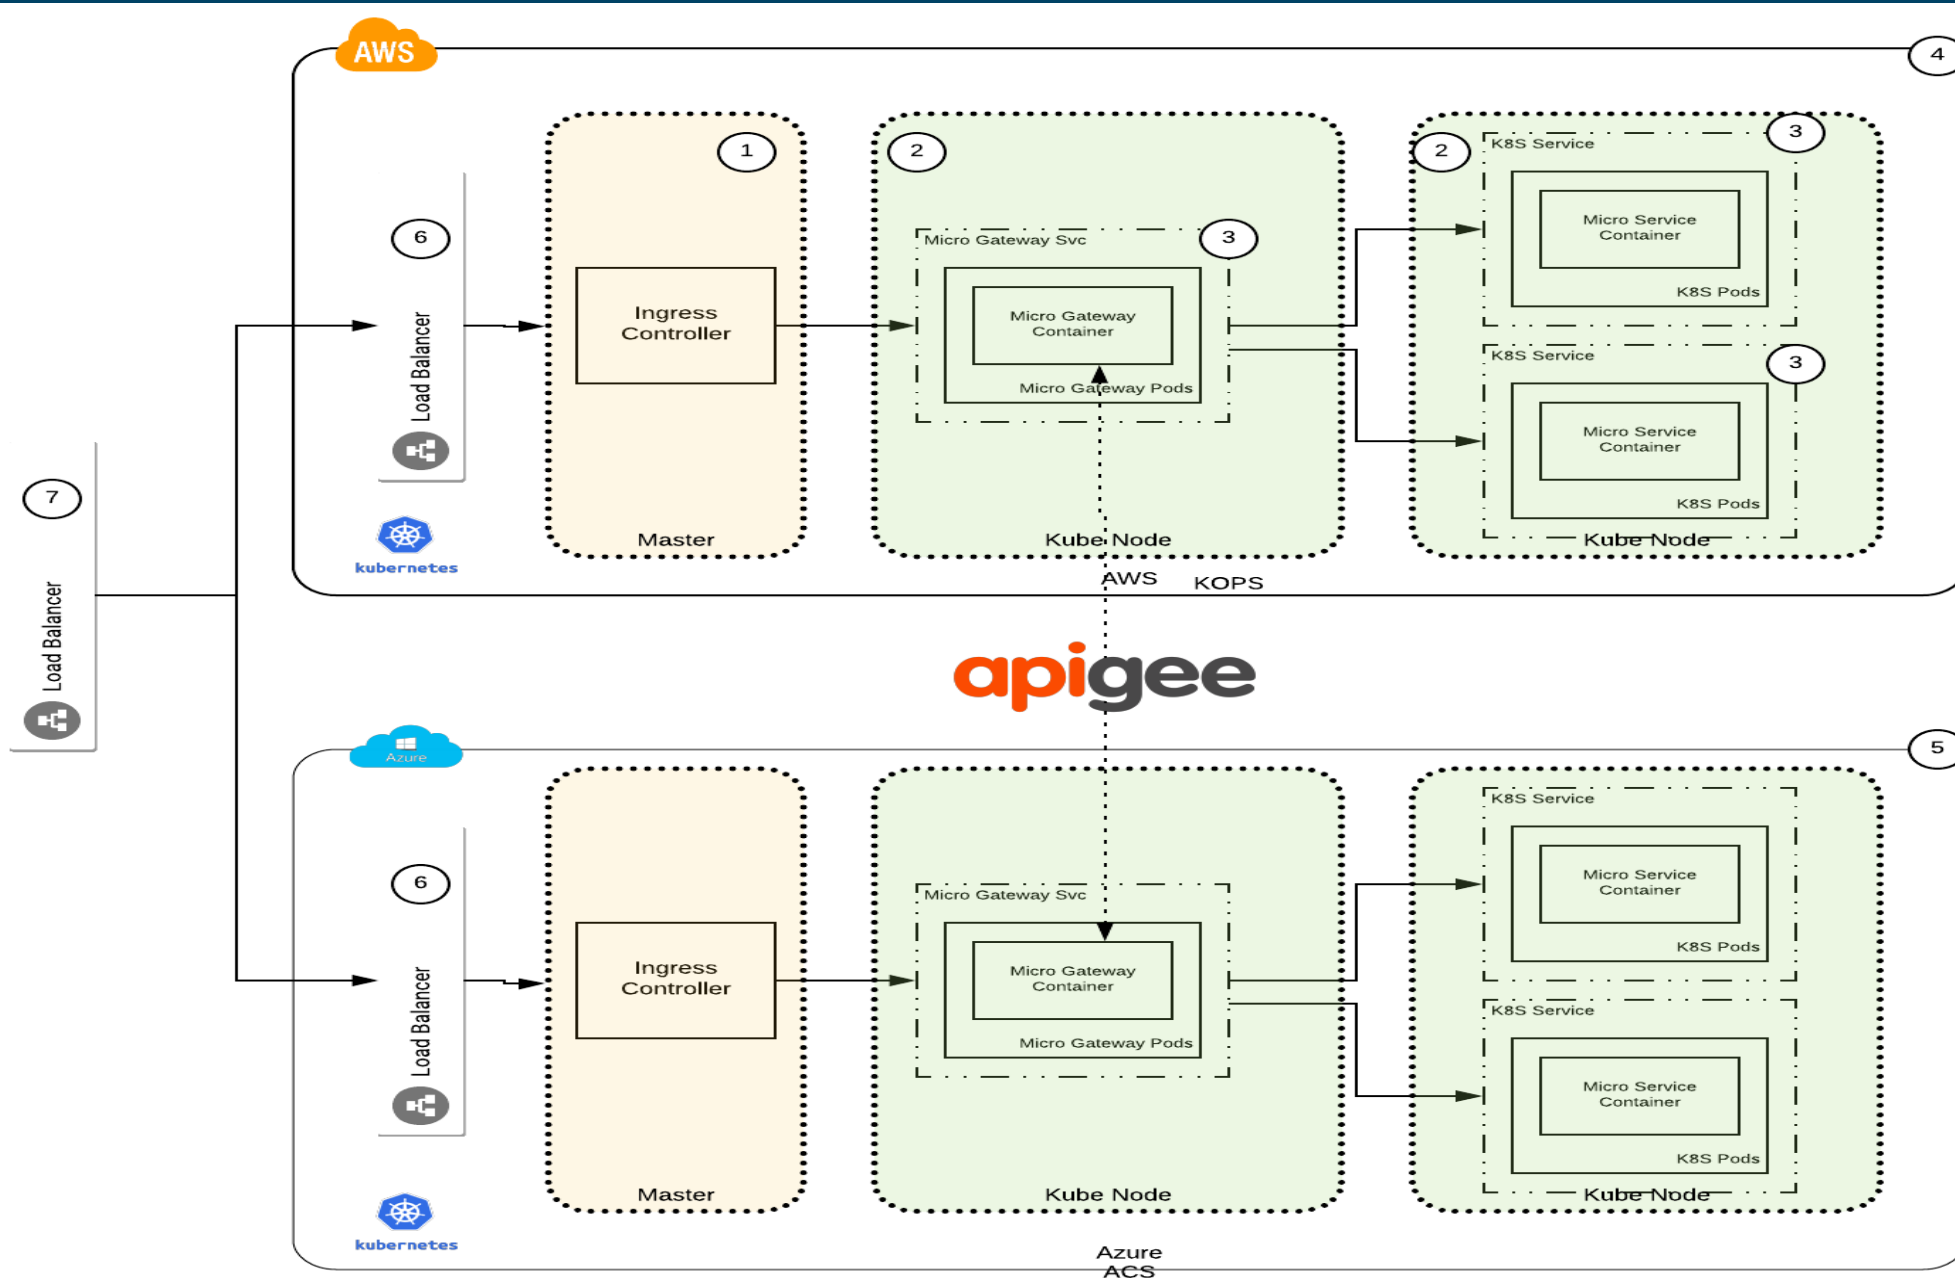 AWS
4
1
2
2
3
K8S Service
Micro Service
Container
K8S Pods
6
Micro Gateway Svc
3
Load Balancer
Ingress
Controller
Micro Gateway
Container
Micro Gateway Pods
K8S Service
3
Micro Service
Container
K8S Pods
kubernetes
Master
Kube Node
Kube Node
AWS
KOPS
7
Load Balancer
apigee
Azure
5
K8S Service
Micro Service
Container
K8S Pods
6
Micro Gateway Svc
Load Balancer
Ingress
Controller
Micro Gateway
Container
Micro Gateway Pods
K8S Service
Micro Service
Container
K8S Pods
kubernetes
Master
Kube Node
Kube Node
Azure
ACS